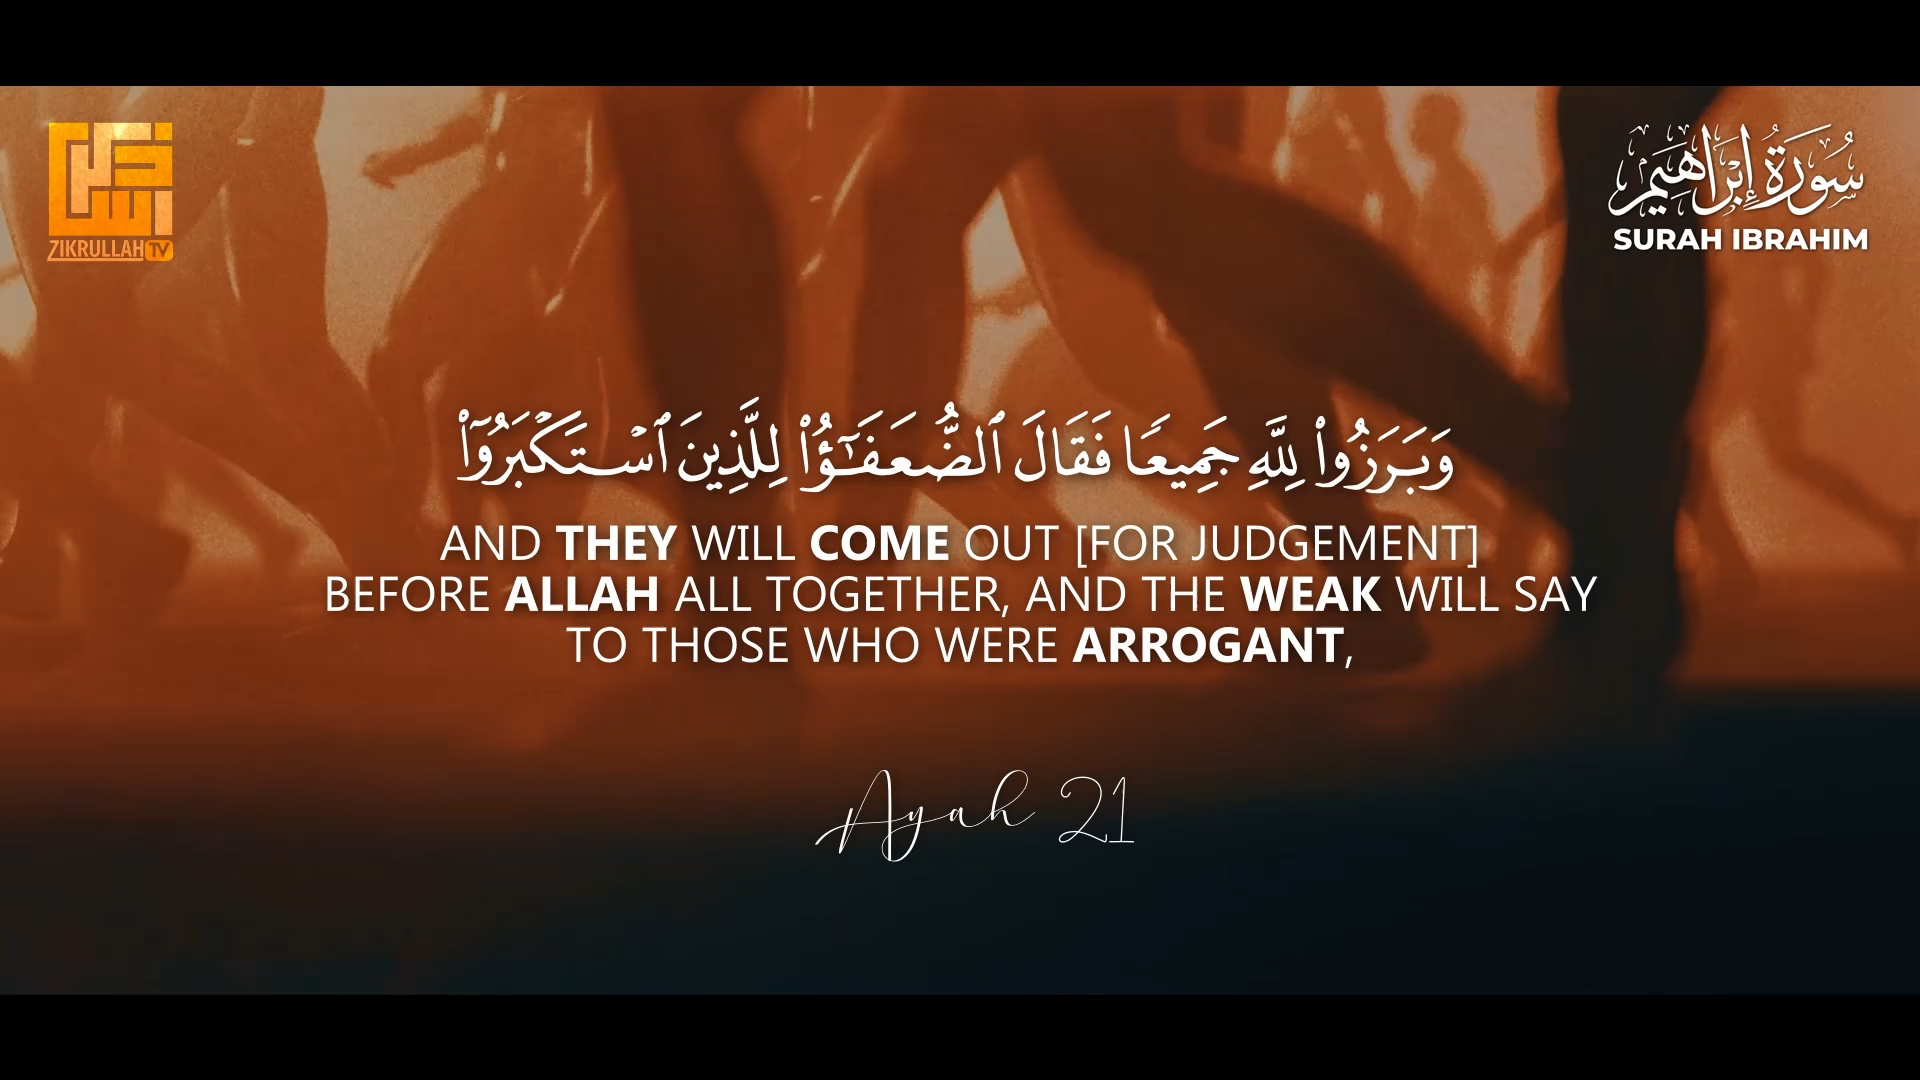 ZIKRULLAH TV
سُورَةُ إِبْرَاهِيم
SURAH IBRAHIM
وَبَرَزُوا۟ لِلَّهِ جَمِيعًا فَقَالَ ٱلضُّعَفَـٰٓؤُا۟ لِلَّذِينَ ٱسْتَكْبَرُوٓا۟
AND THEY WILL COME OUT [FOR JUDGEMENT]
BEFORE ALLAH ALL TOGETHER, AND THE WEAK WILL SAY
TO THOSE WHO WERE ARROGANT,
Ayah 21